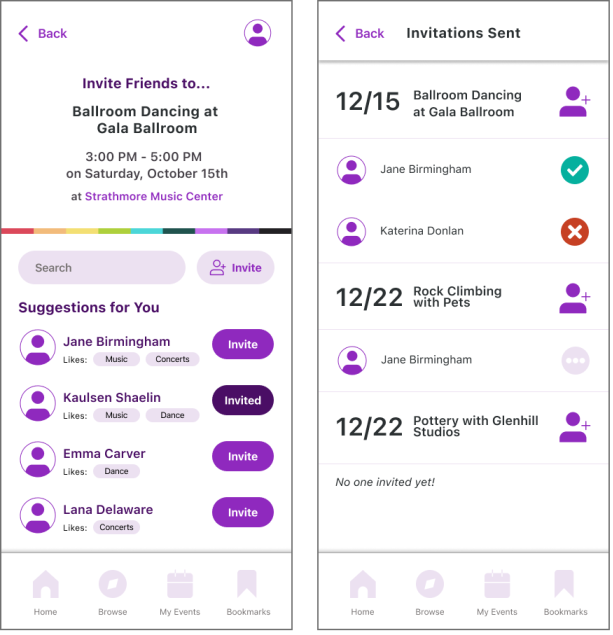 Back
Invite Friends to...
Ballroom Dancing at
Gala Ballroom
3:00 PM - 5:00 PM
on Saturday, October 15th
at Strathmore Music Center
Search
Invite
Suggestions for You
Jane Birmingham
Likes: Music Concerts
Invite
Kaulsen Shaelin
Likes: Music Dance
Invited
Emma Carver
Likes: Dance
Invite
Lana Delaware
Likes: Concerts
Invite
Home Browse My Events Bookmarks
Back Invitations Sent
12/15
Ballroom Dancing
at Gala Ballroom
Jane Birmingham
Katerina Donlan
12/22
Rock Climbing
with Pets
Jane Birmingham
12/22
Pottery with Glenhill
Studios
No one invited yet!
Home Browse My Events Bookmarks